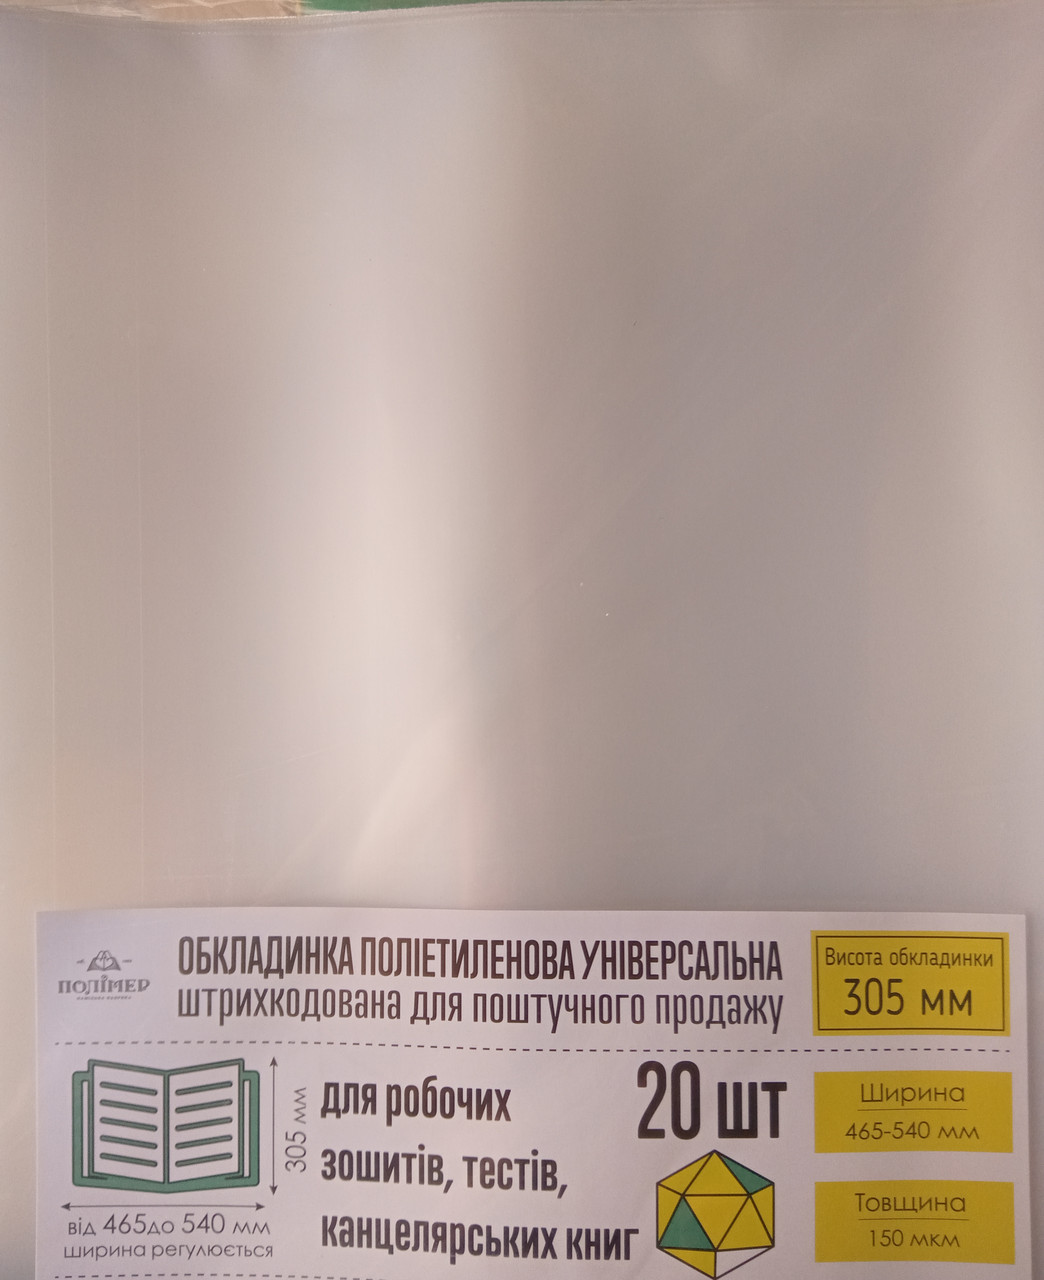 ПОЛІМЕР
ОБКЛАДИНКА ПОЛІЕТИЛЕНОВА УНІВЕРСАЛЬНА
штрихкодована для поштучного продажу
Висота обкладинки
305 мм
305 мм
від 465до 540 мм
ширина регулюється
для робочих
зошитів, тестів,
канцелярських книг
20 шт
Ширина
465-540 мм
Товщина
150 мкм